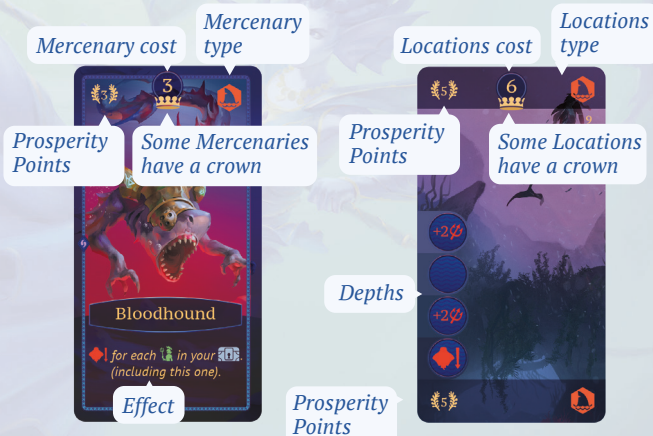 Mercenary cost
Mercenary
type
Locations cost
Locations
type
3
3
5
6
9
Prosperity
Points
Some Mercenaries
have a crown
Prosperity
Points
Some Locations
have a crown
+2
Depths
+2
!
Bloodhound
! for each in your
(including this one).
Effect
Prosperity
Points
5